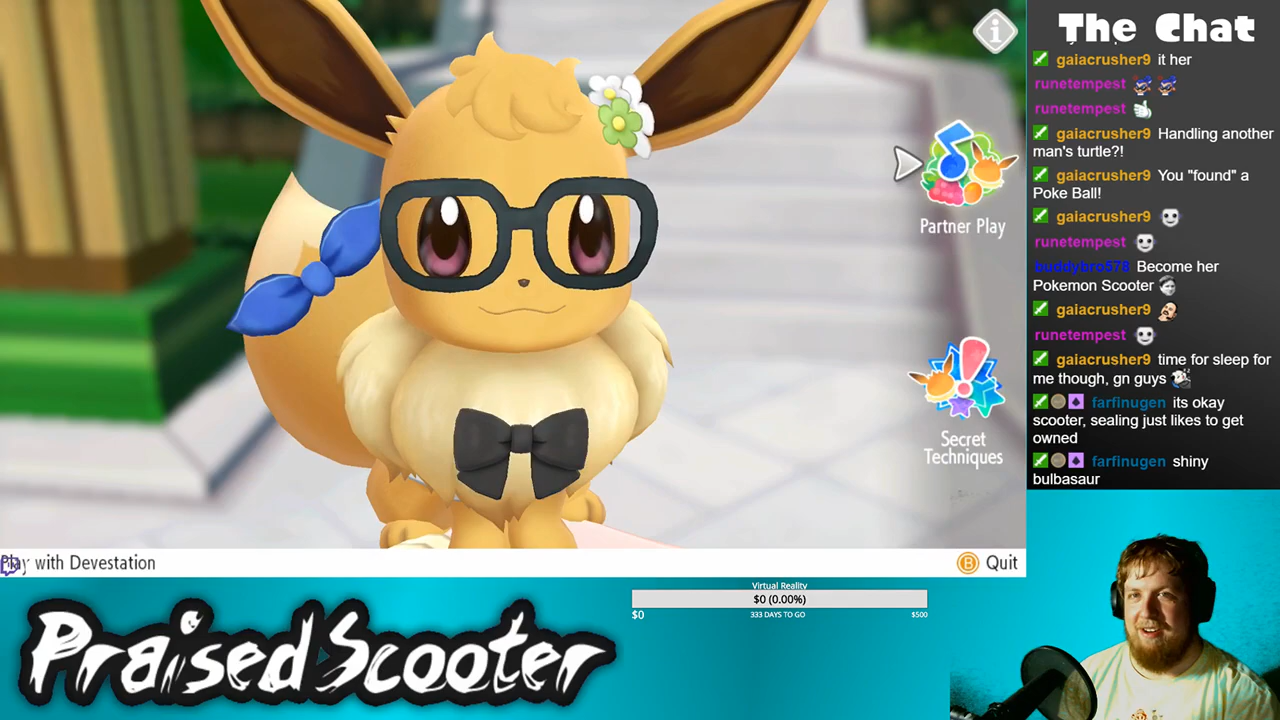 The Chat
gaiacrusher9 it her
runetempest
runetempest
gaiacrusher9 Handling another
man's turtle?!
gaiacrusher9 You "found" a
Poke Ball!
gaiacrusher9
runetempest
buddybro578 Become her
Pokemon Scooter
gaiacrusher9
runetempest
gaiacrusher9 time for sleep for
me though, gn guys
farfinugen its okay
scooter, sealing just likes to get
owned
farfinugen shiny
bulbasaur
Partner Play
Secret
Techniques
Play with Devestation
B Quit
Virtual Reality
$0 (0.00%)
$0 333 DAYS TO GO $500
Praised Scooter